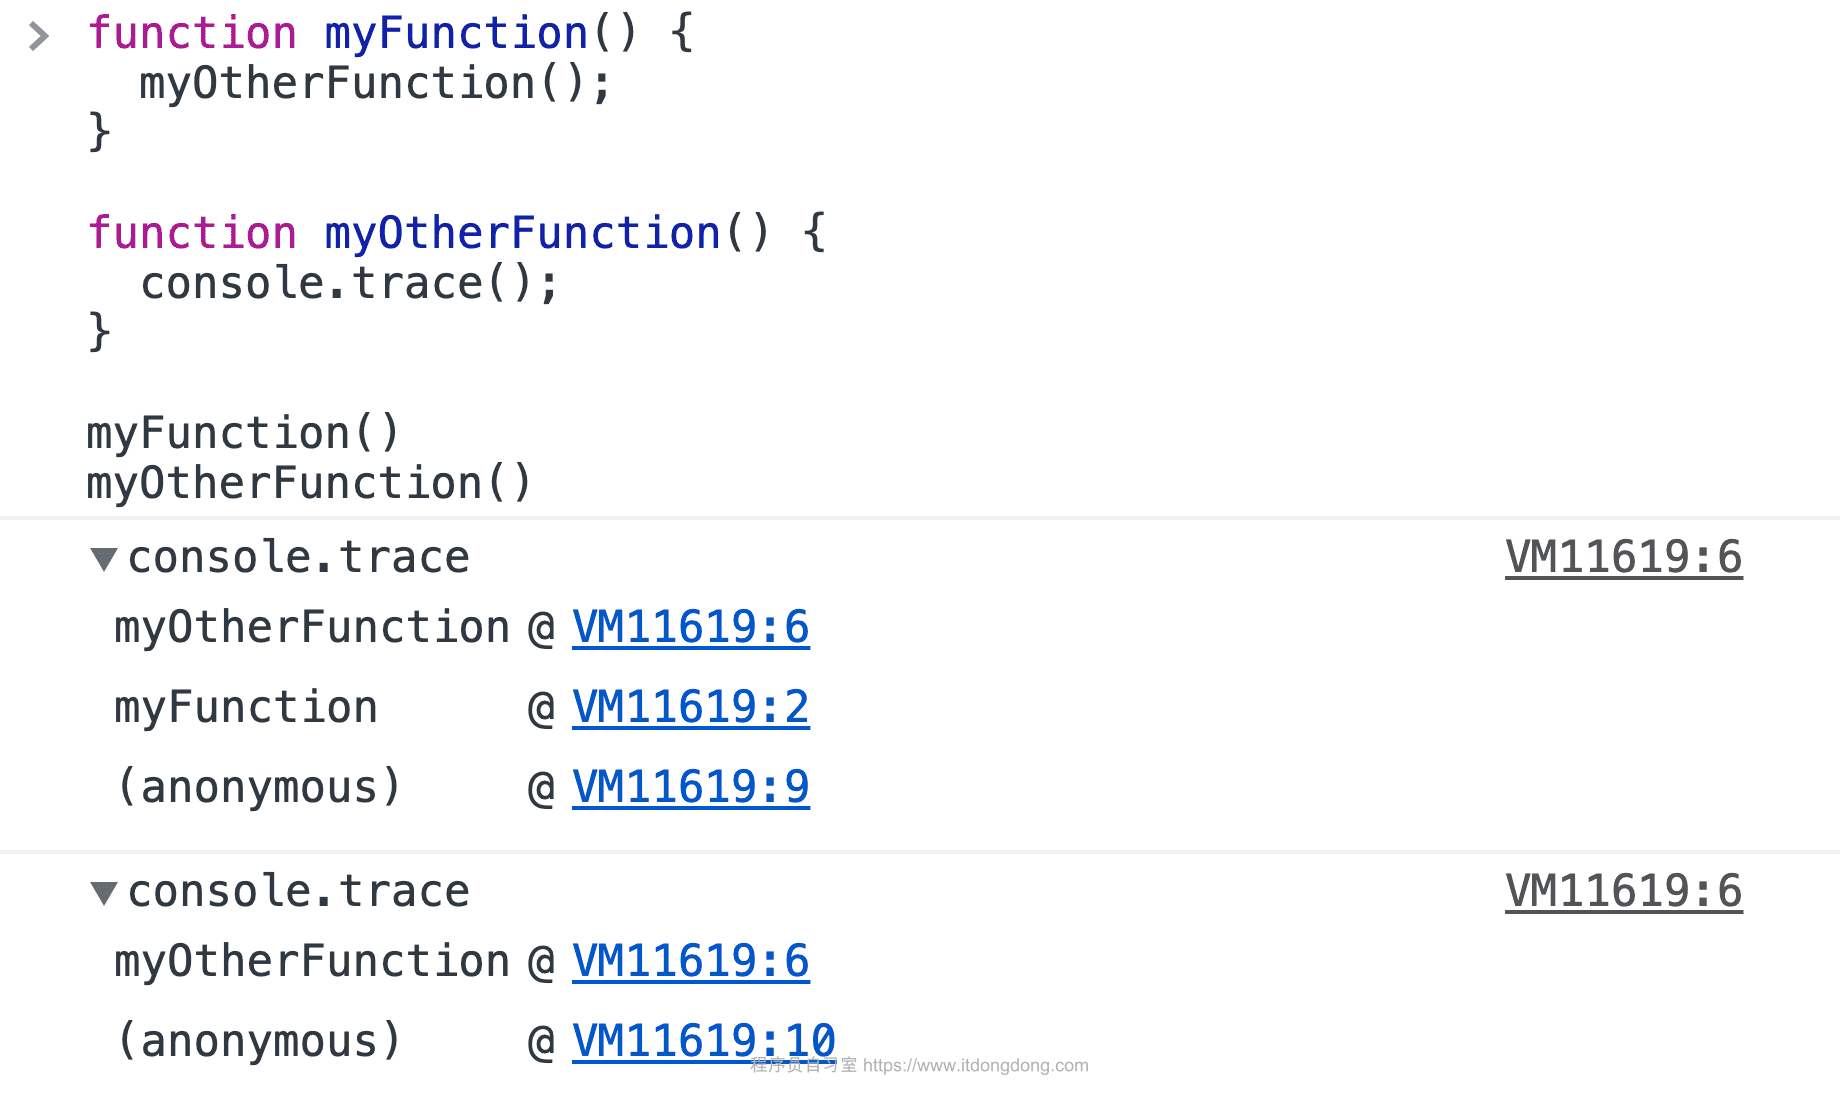 function myFunction() {
  myOtherFunction();
}
function myOtherFunction() {
  console.trace();
}
myFunction()
myOtherFunction()
console.trace VM11619:6
myOtherFunction @ VM11619:6
myFunction @ VM11619:2
(anonymous) @ VM11619:9
console.trace VM11619:6
myOtherFunction @ VM11619:6
(anonymous) @ VM11619:10
程序员自习室 https://www.itdongdong.com